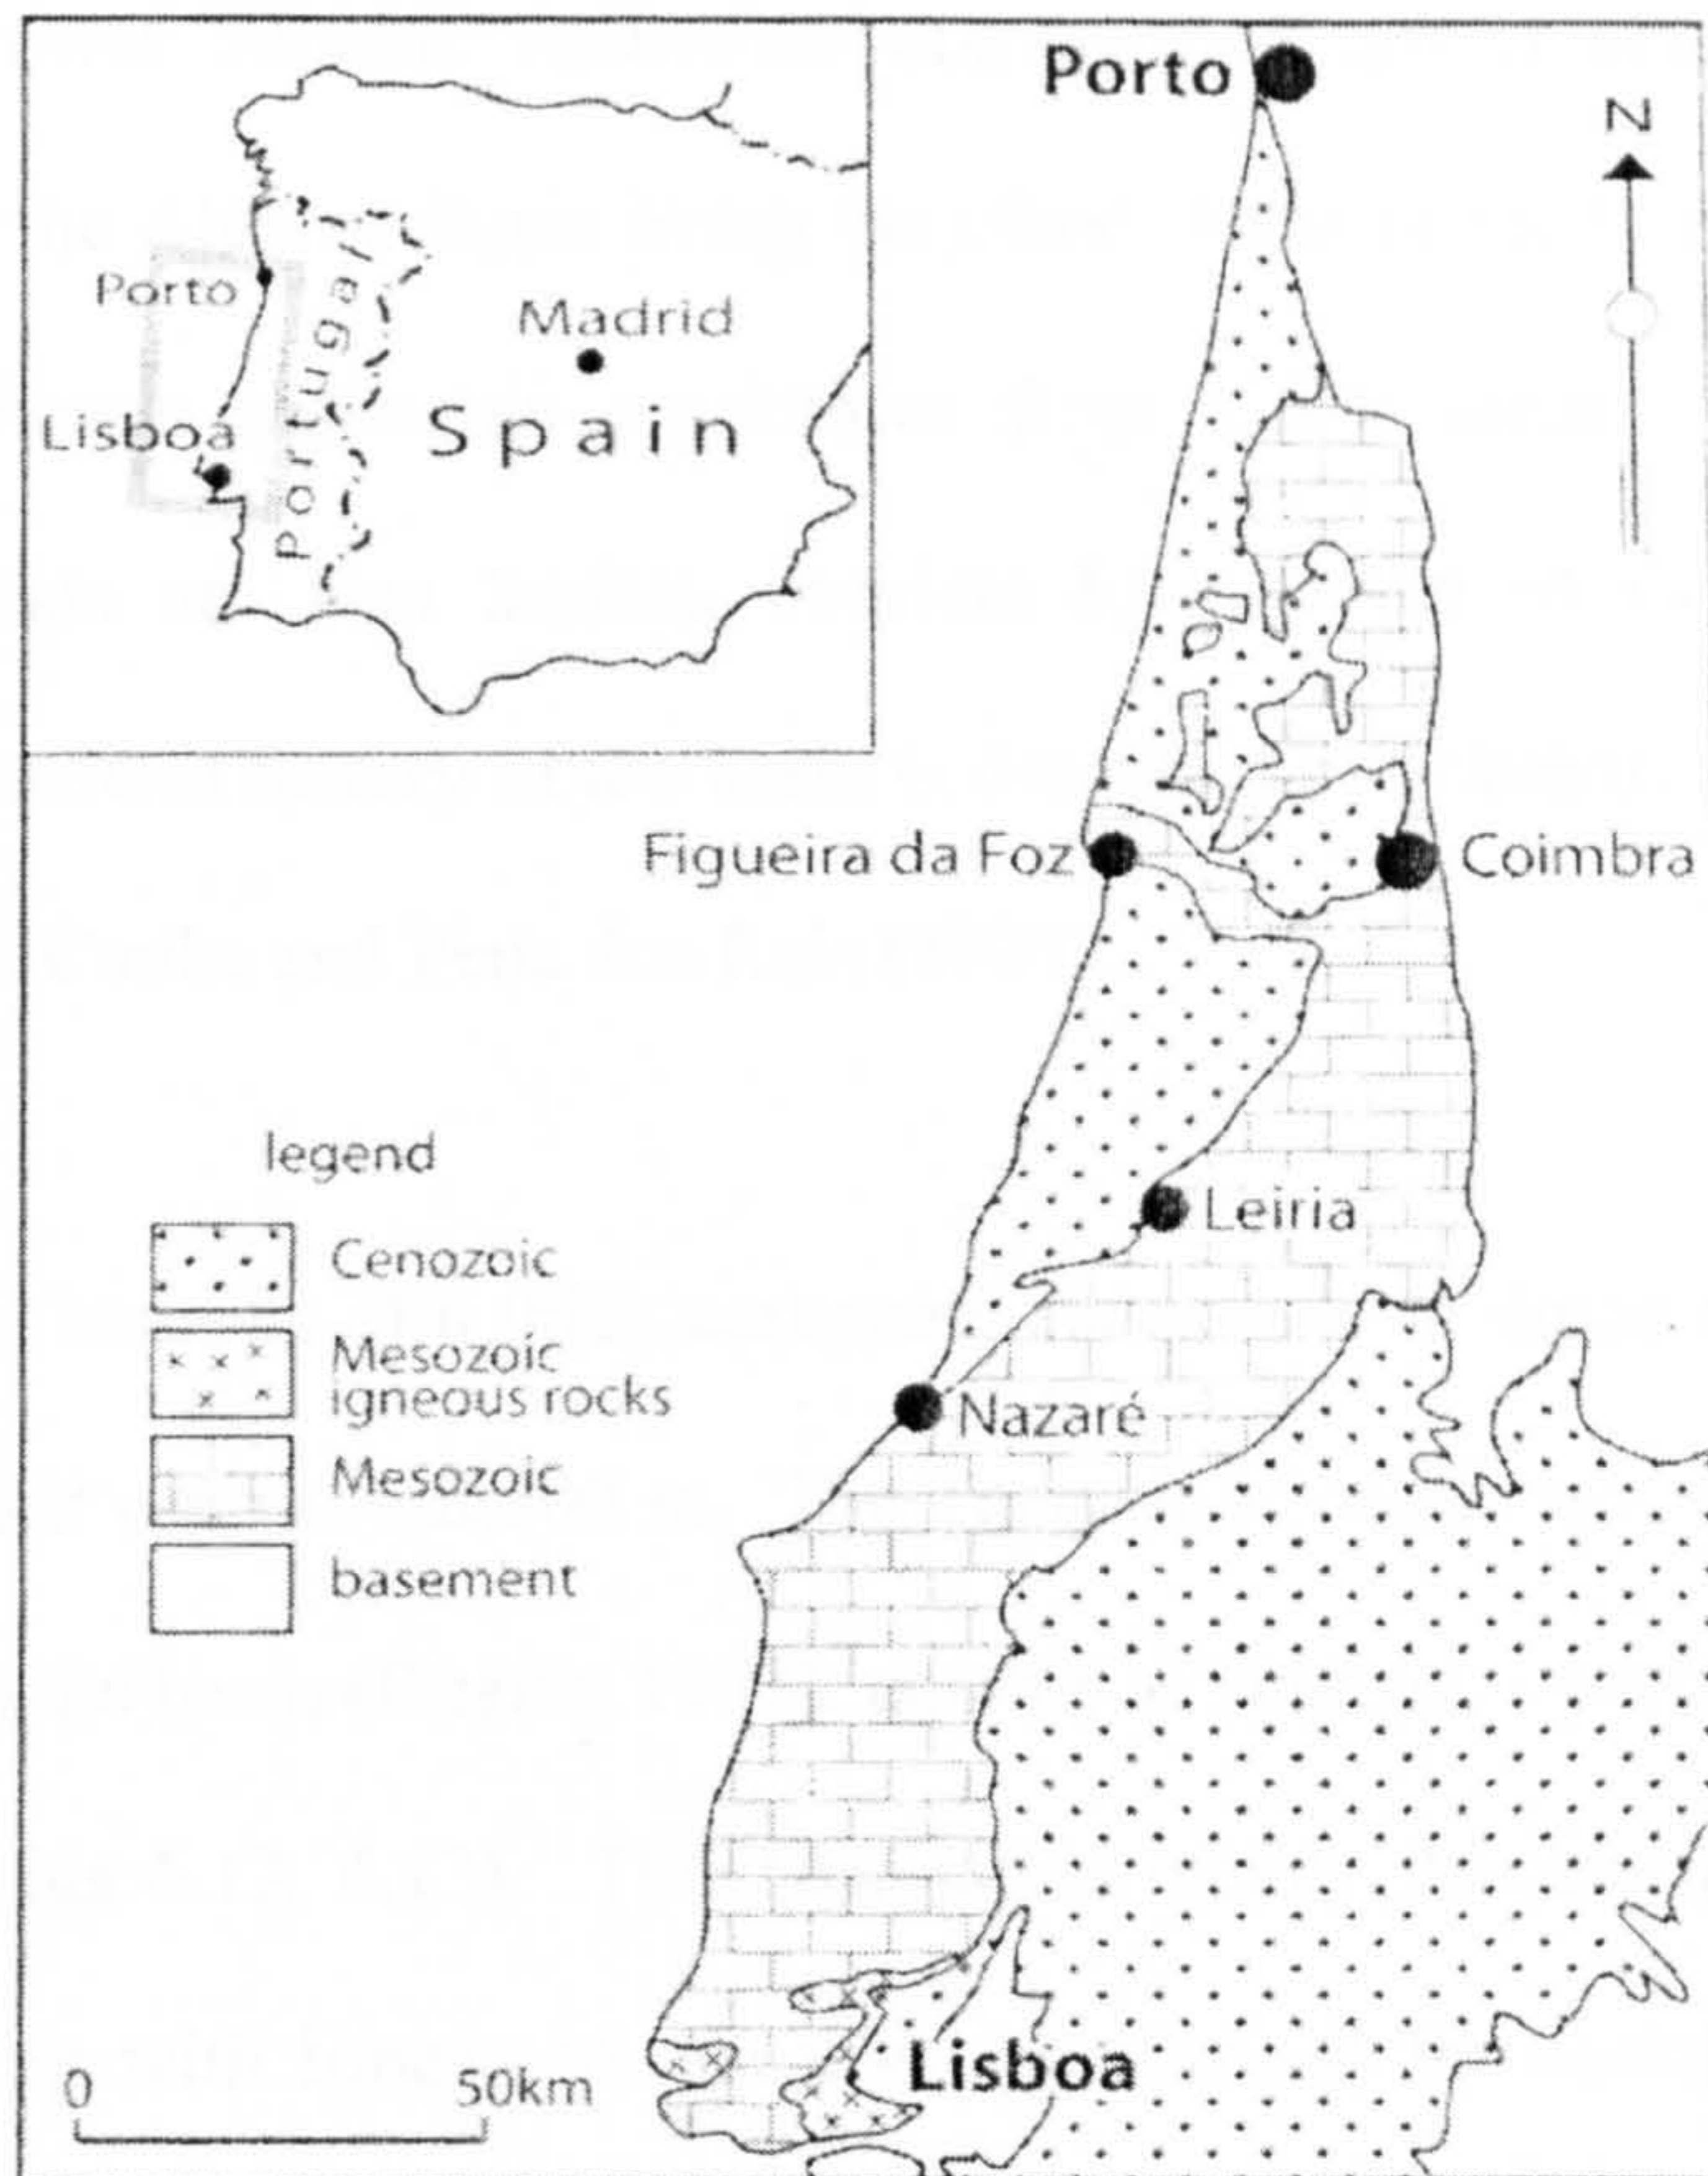 Porto
N
Porto
Madrid
Portugal
Lisboa
Spain
Figueira da Foz
Coimbra
Leiria
Nazaré
legend
Cenozoic
Mesozoic
igneous rocks
Mesozoic
basement
Lisboa
0 50km